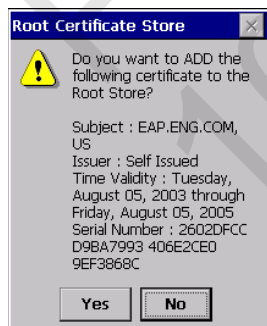 Root Certificate Store
Do you want to ADD the
following certificate to the
Root Store?
Subject : EAP.ENG.COM,
US
Issuer : Self Issued
Time Validity : Tuesday,
August 05, 2003 through
Friday, August 05, 2005
Serial Number : 2602DFCC
D9BA7993 406E2CE0
9EF3868C
Yes No